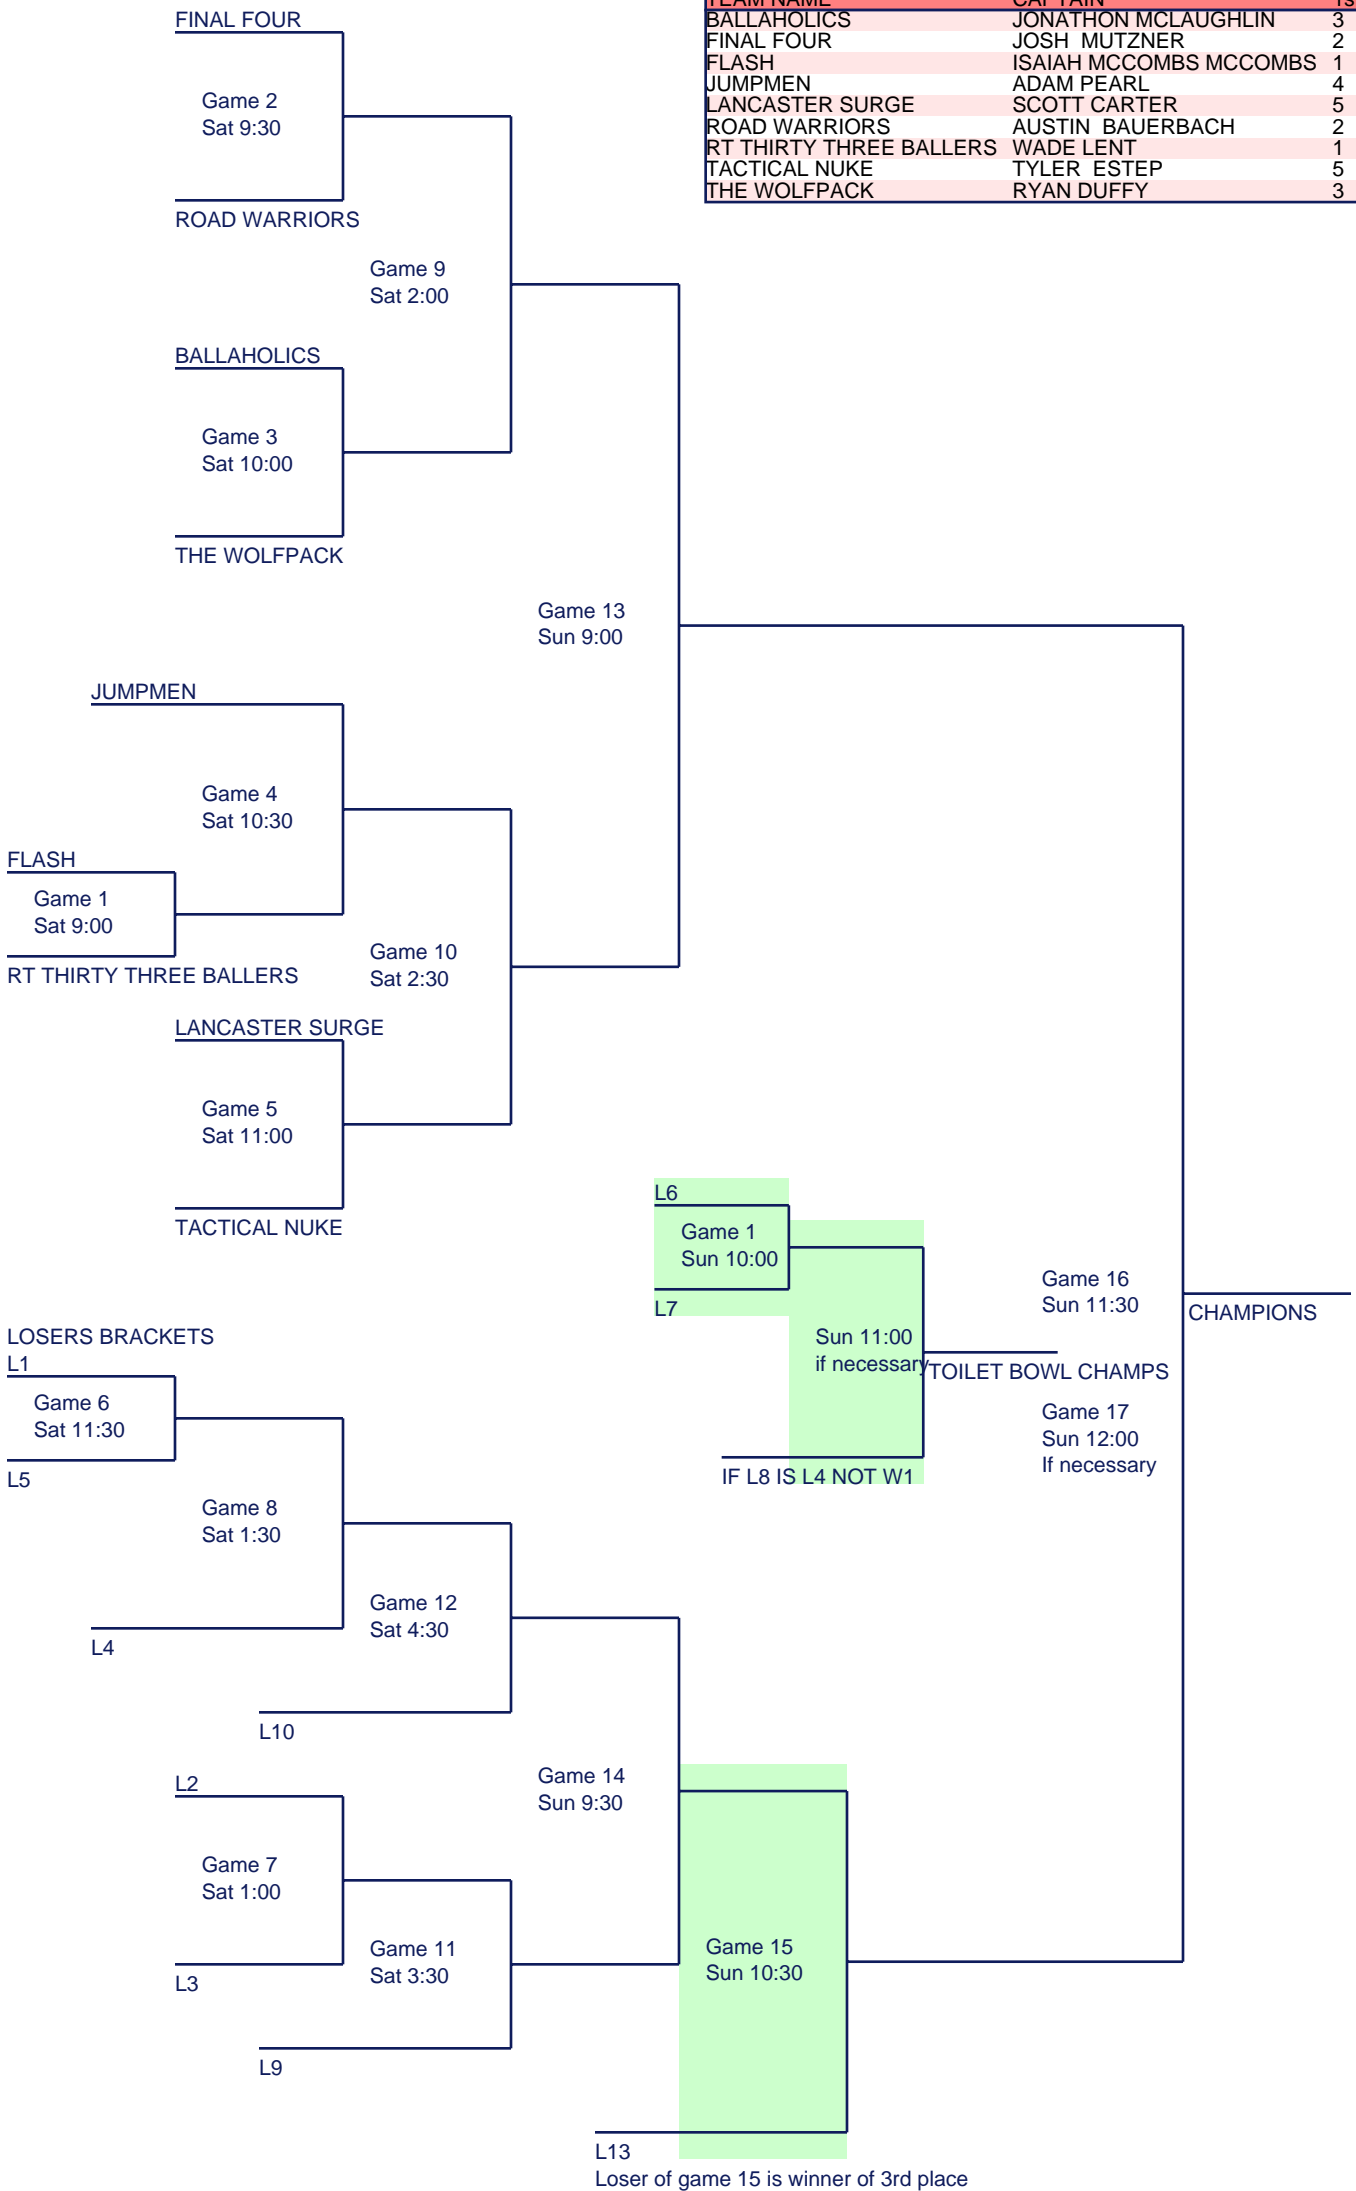 TEAM NAME CAPTAIN
BALLAHOLICS JONATHON MCLAUGHLIN 3
FINAL FOUR JOSH MUTZNER 2
FLASH ISAIAH MCCOMBS MCCOMBS 1
JUMPMEN ADAM PEARL 4
LANCASTER SURGE SCOTT CARTER 5
ROAD WARRIORS AUSTIN BAUERBACH 2
RT THIRTY THREE BALLERS WADE LENT 1
TACTICAL NUKE TYLER ESTEP 5
THE WOLFPACK RYAN DUFFY 3
FINAL FOUR
Game 2
Sat 9:30
ROAD WARRIORS
Game 9
Sat 2:00
BALLAHOLICS
Game 3
Sat 10:00
THE WOLFPACK
Game 13
Sun 9:00
JUMPMEN
Game 4
Sat 10:30
FLASH
Game 1
Sat 9:00
RT THIRTY THREE BALLERS
Game 10
Sat 2:30
LANCASTER SURGE
Game 5
Sat 11:00
TACTICAL NUKE
L6
Game 1
Sun 10:00
L7
Sun 11:00
if necessary
TOILET BOWL CHAMPS
IF L8 IS L4 NOT W1
Game 16
Sun 11:30
CHAMPIONS
Game 17
Sun 12:00
If necessary
LOSERS BRACKETS
L1
Game 6
Sat 11:30
L5
Game 8
Sat 1:30
L4
Game 12
Sat 4:30
L10
Game 14
Sun 9:30
L2
Game 7
Sat 1:00
L3
Game 11
Sat 3:30
L9
Game 15
Sun 10:30
L13
Loser of game 15 is winner of 3rd place